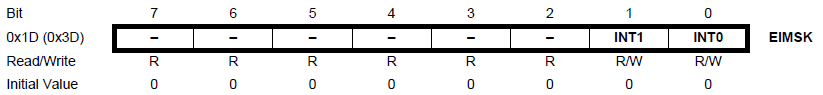 Bit 7 6 5 4 3 2 1 0
0x1D (0x3D) – – – – – – INT1 INT0 EIMSK
Read/Write R R R R R R R/W R/W
Initial Value 0 0 0 0 0 0 0 0